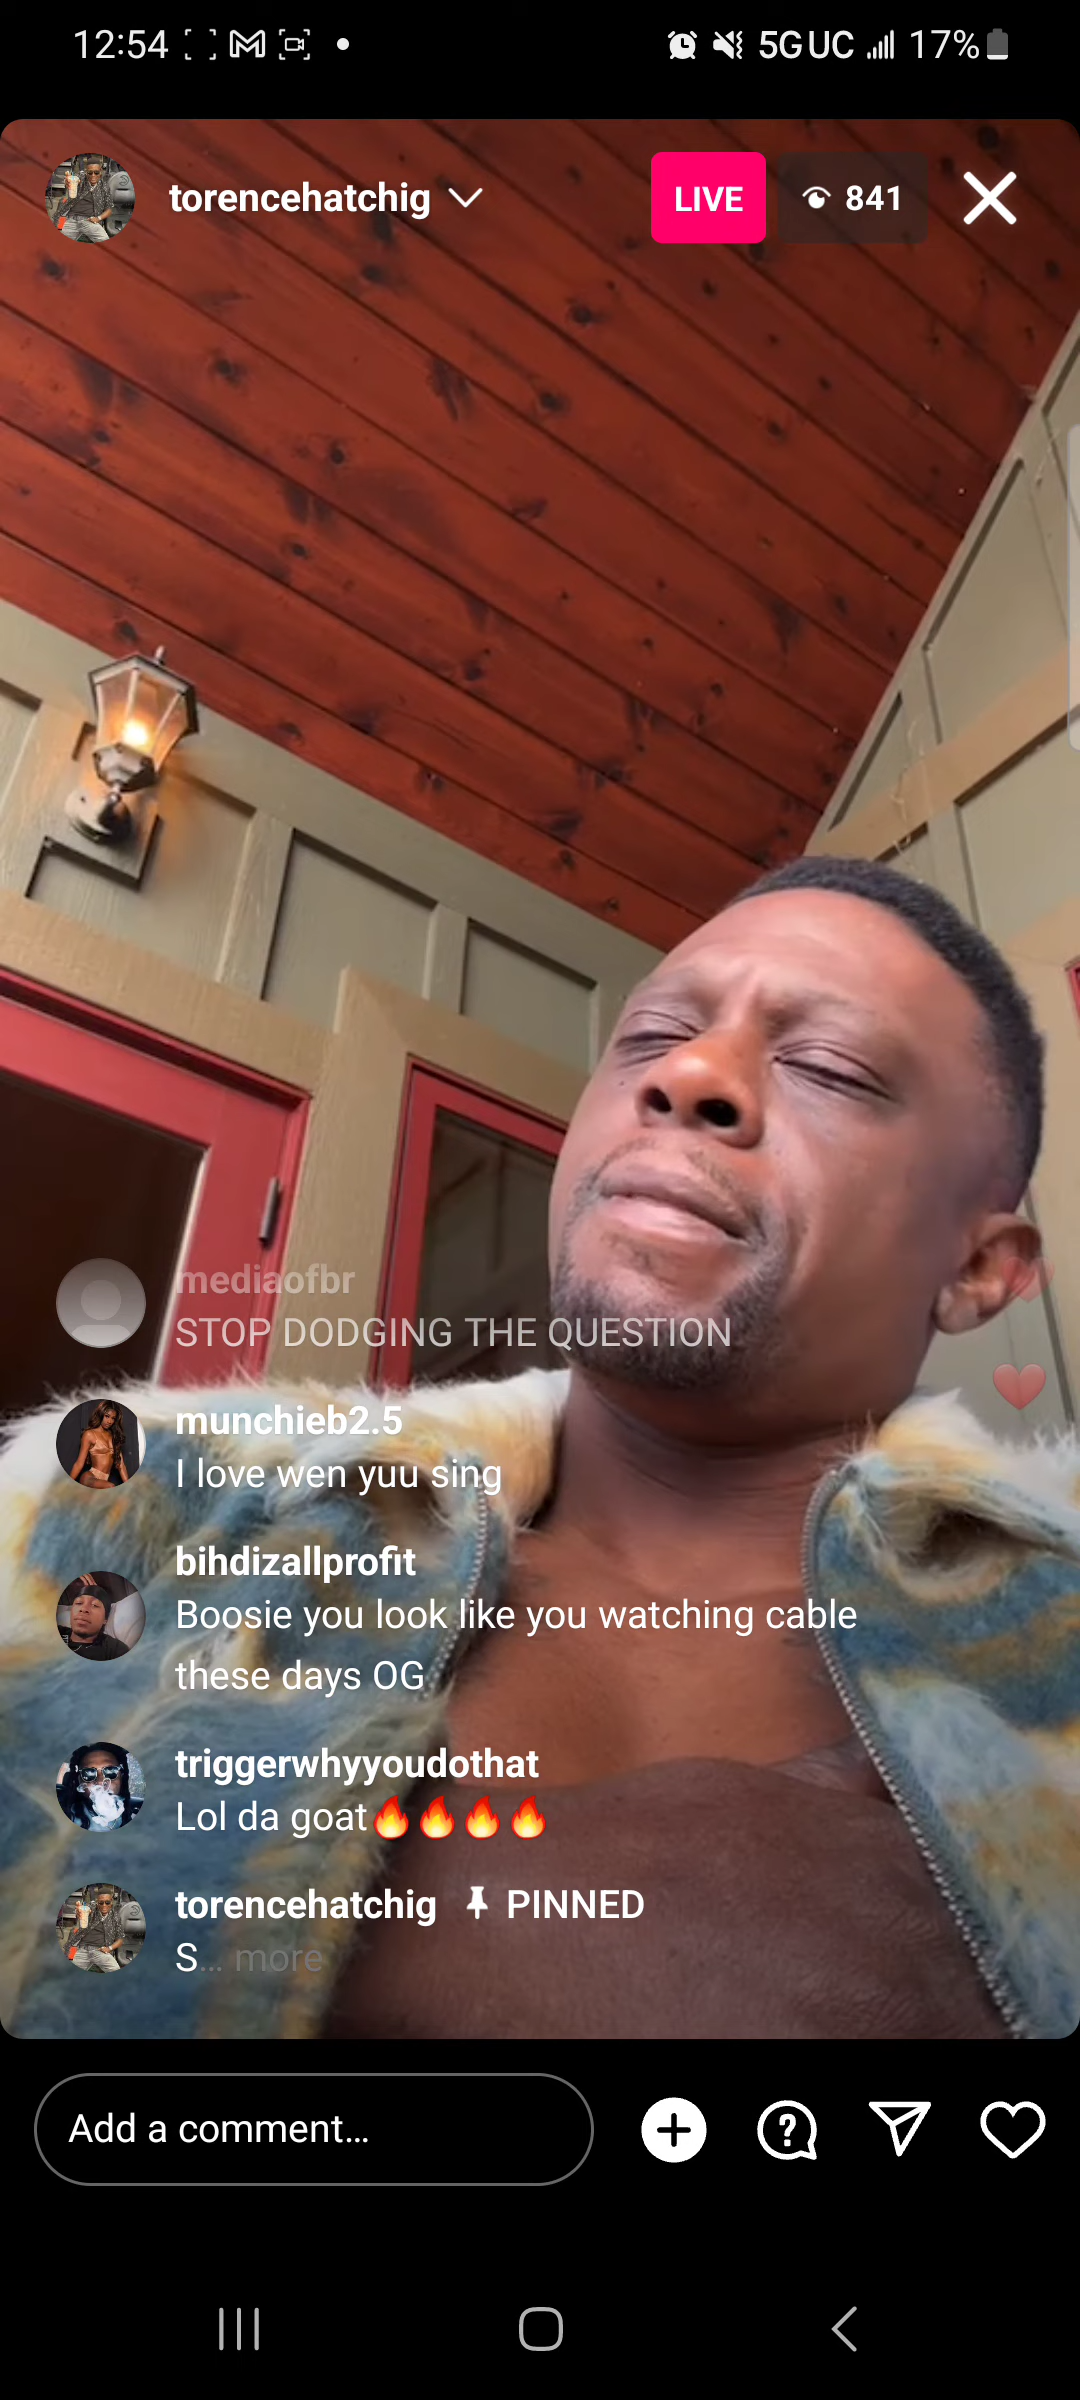 12:54 5G UC 17%
torencehatchig LIVE 841
mediaofbr
STOP DODGING THE QUESTION
munchieb2.5
I love wen yuu sing
bihdizallprofit
Boosie you look like you watching cable
these days OG
triggerwhyyoudothat
Lol da goat🔥🔥🔥🔥
torencehatchig PINNED
S... more
Add a comment...